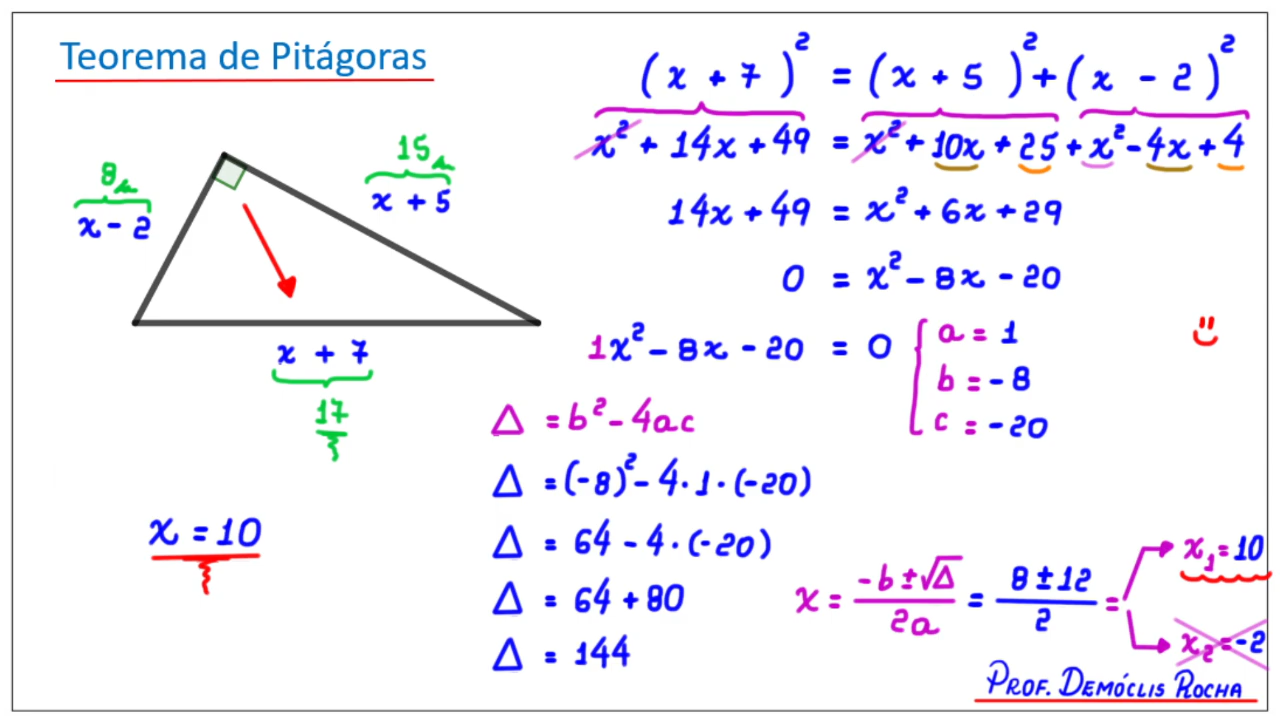 Teorema de Pitágoras
(x + 7)² = (x + 5)² + (x - 2)²
x² + 14x + 49 = x² + 10x + 25 + x² - 4x + 4
14x + 49 = x² + 6x + 29
0 = x² - 8x - 20
1x² - 8x - 20 = 0
a = 1
b = -8
c = -20
8
x - 2
15
x + 5
x + 7
17
x = 10
Δ = b² - 4ac
Δ = (-8)² - 4·1·(-20)
Δ = 64 - 4·(-20)
Δ = 64 + 80
Δ = 144
x = (-b ± √Δ)/2a = (8 ± 12)/2 =
x₁ = 10
x₂ = -2
Prof. Demóclis Rocha